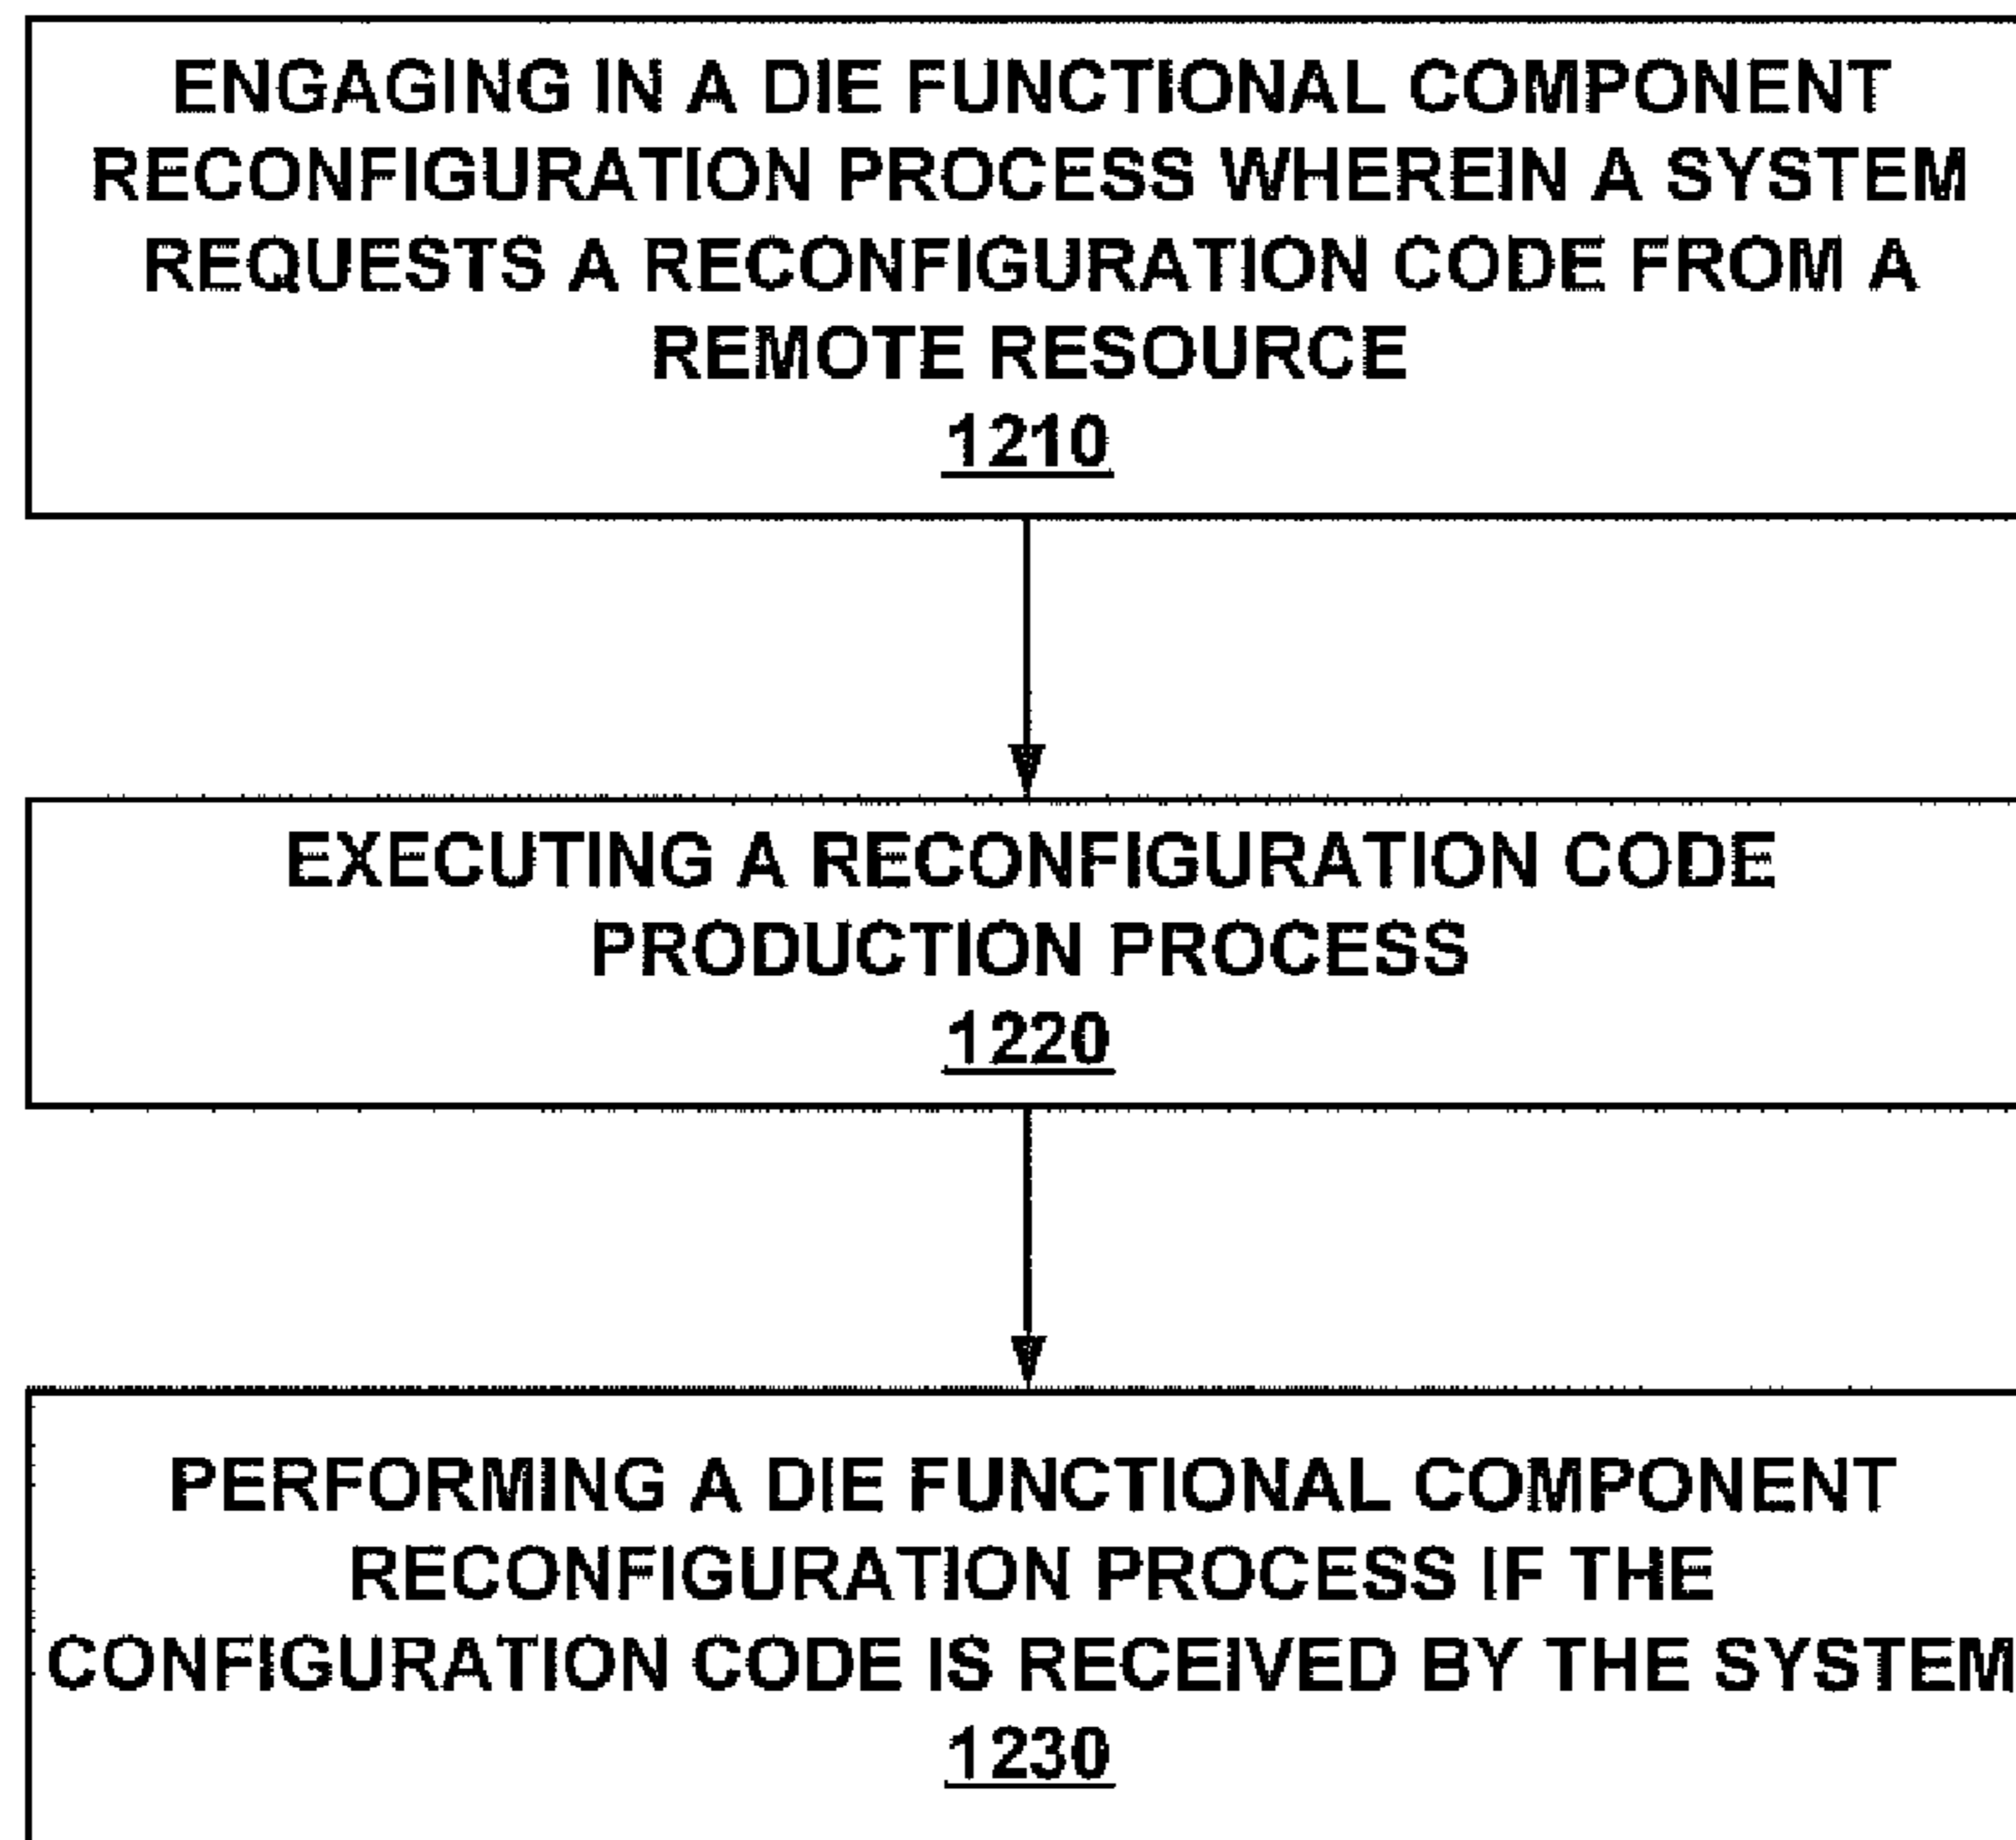 ENGAGING IN A DIE FUNCTIONAL COMPONENT
RECONFIGURATION PROCESS WHEREIN A SYSTEM
REQUESTS A RECONFIGURATION CODE FROM A
REMOTE RESOURCE
1210
EXECUTING A RECONFIGURATION CODE
PRODUCTION PROCESS
1220
PERFORMING A DIE FUNCTIONAL COMPONENT
RECONFIGURATION PROCESS IF THE
CONFIGURATION CODE IS RECEIVED BY THE SYSTEM
1230